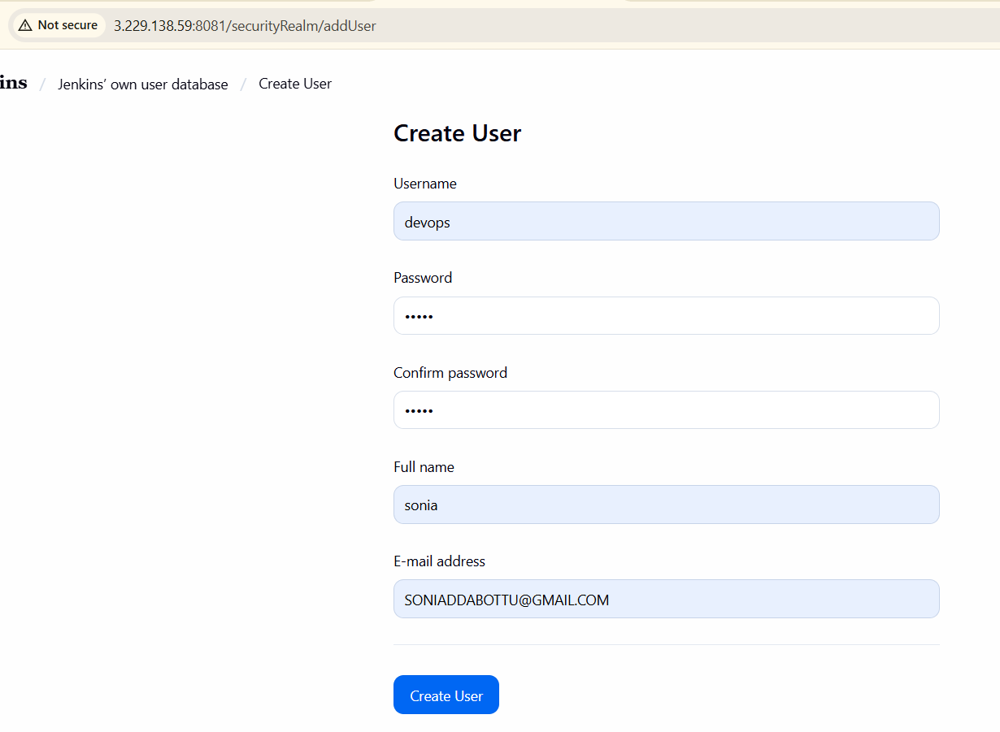 Not secure 3.229.138.59:8081/securityRealm/addUser
ins / Jenkins’ own user database / Create User
Create User
Username
devops
Password
•••••
Confirm password
•••••
Full name
sonia
E-mail address
SONIADDABOTTU@GMAIL.COM
Create User